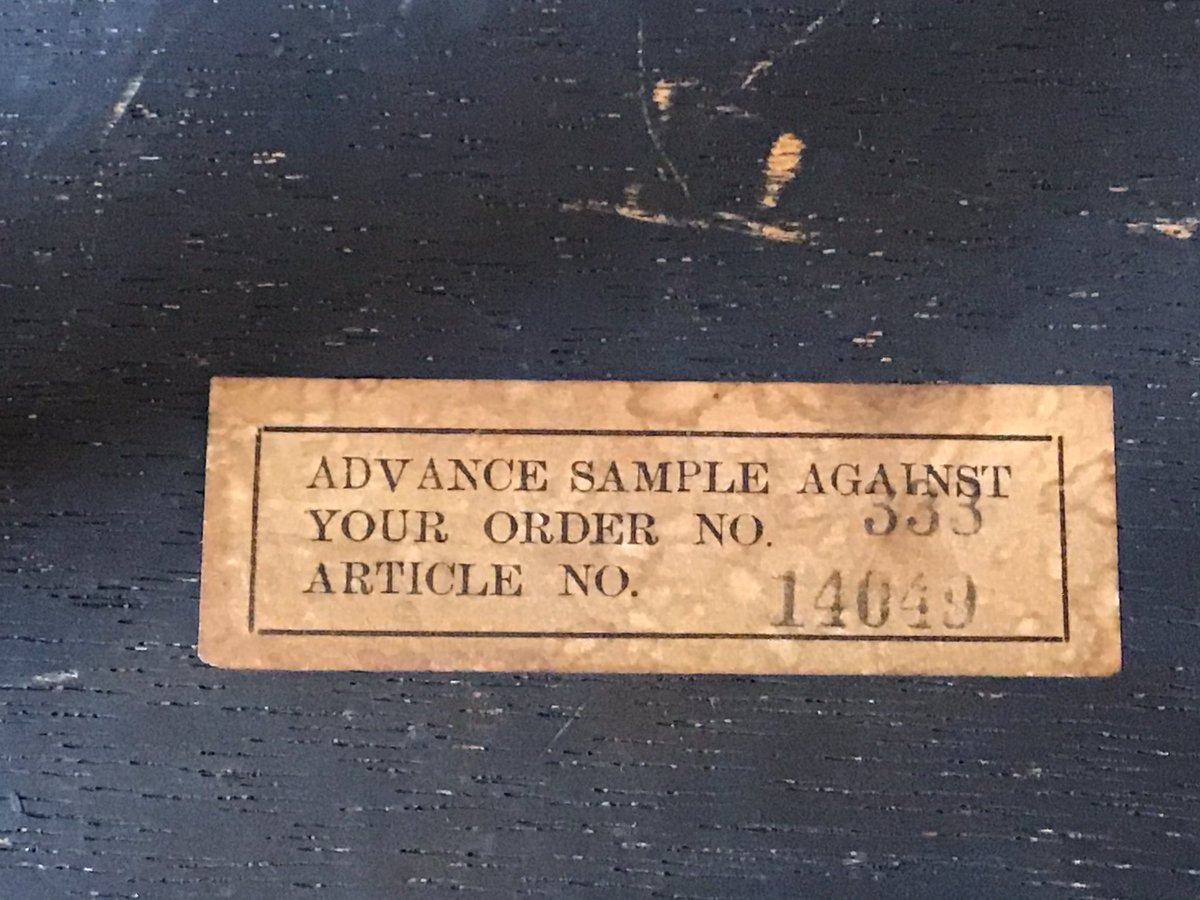 ADVANCE SAMPLE AGAINST
YOUR ORDER NO. 333
ARTICLE NO. 14049